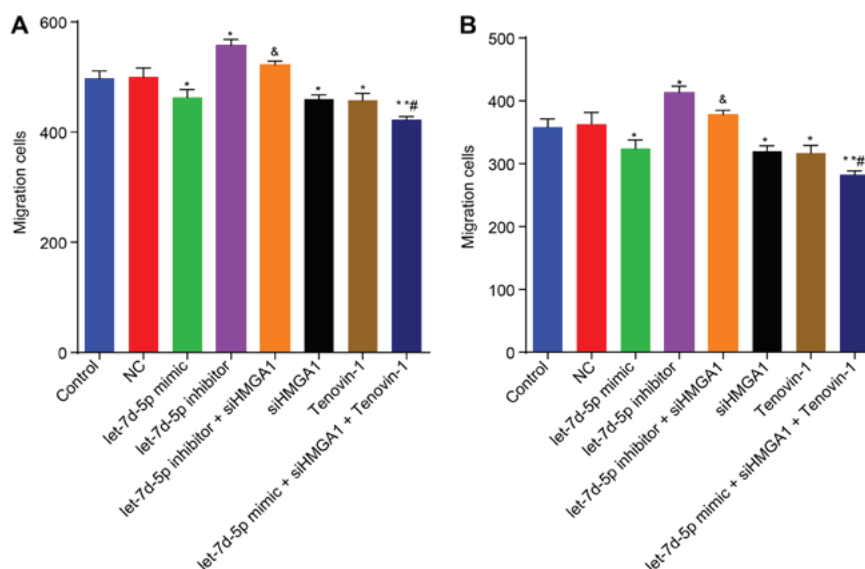 A
Migration cells
600
400
200
0
*
*
&
*
*
**#
Control
NC
let-7d-5p mimic
let-7d-5p inhibitor
let-7d-5p inhibitor + siHMGA1
siHMGA1
Tenovin-1
let-7d-5p mimic + siHMGA1 + Tenovin-1
B
Migration cells
500
400
300
200
100
0
*
*
&
*
*
**#
Control
NC
let-7d-5p mimic
let-7d-5p inhibitor
let-7d-5p inhibitor + siHMGA1
siHMGA1
Tenovin-1
let-7d-5p mimic + siHMGA1 + Tenovin-1